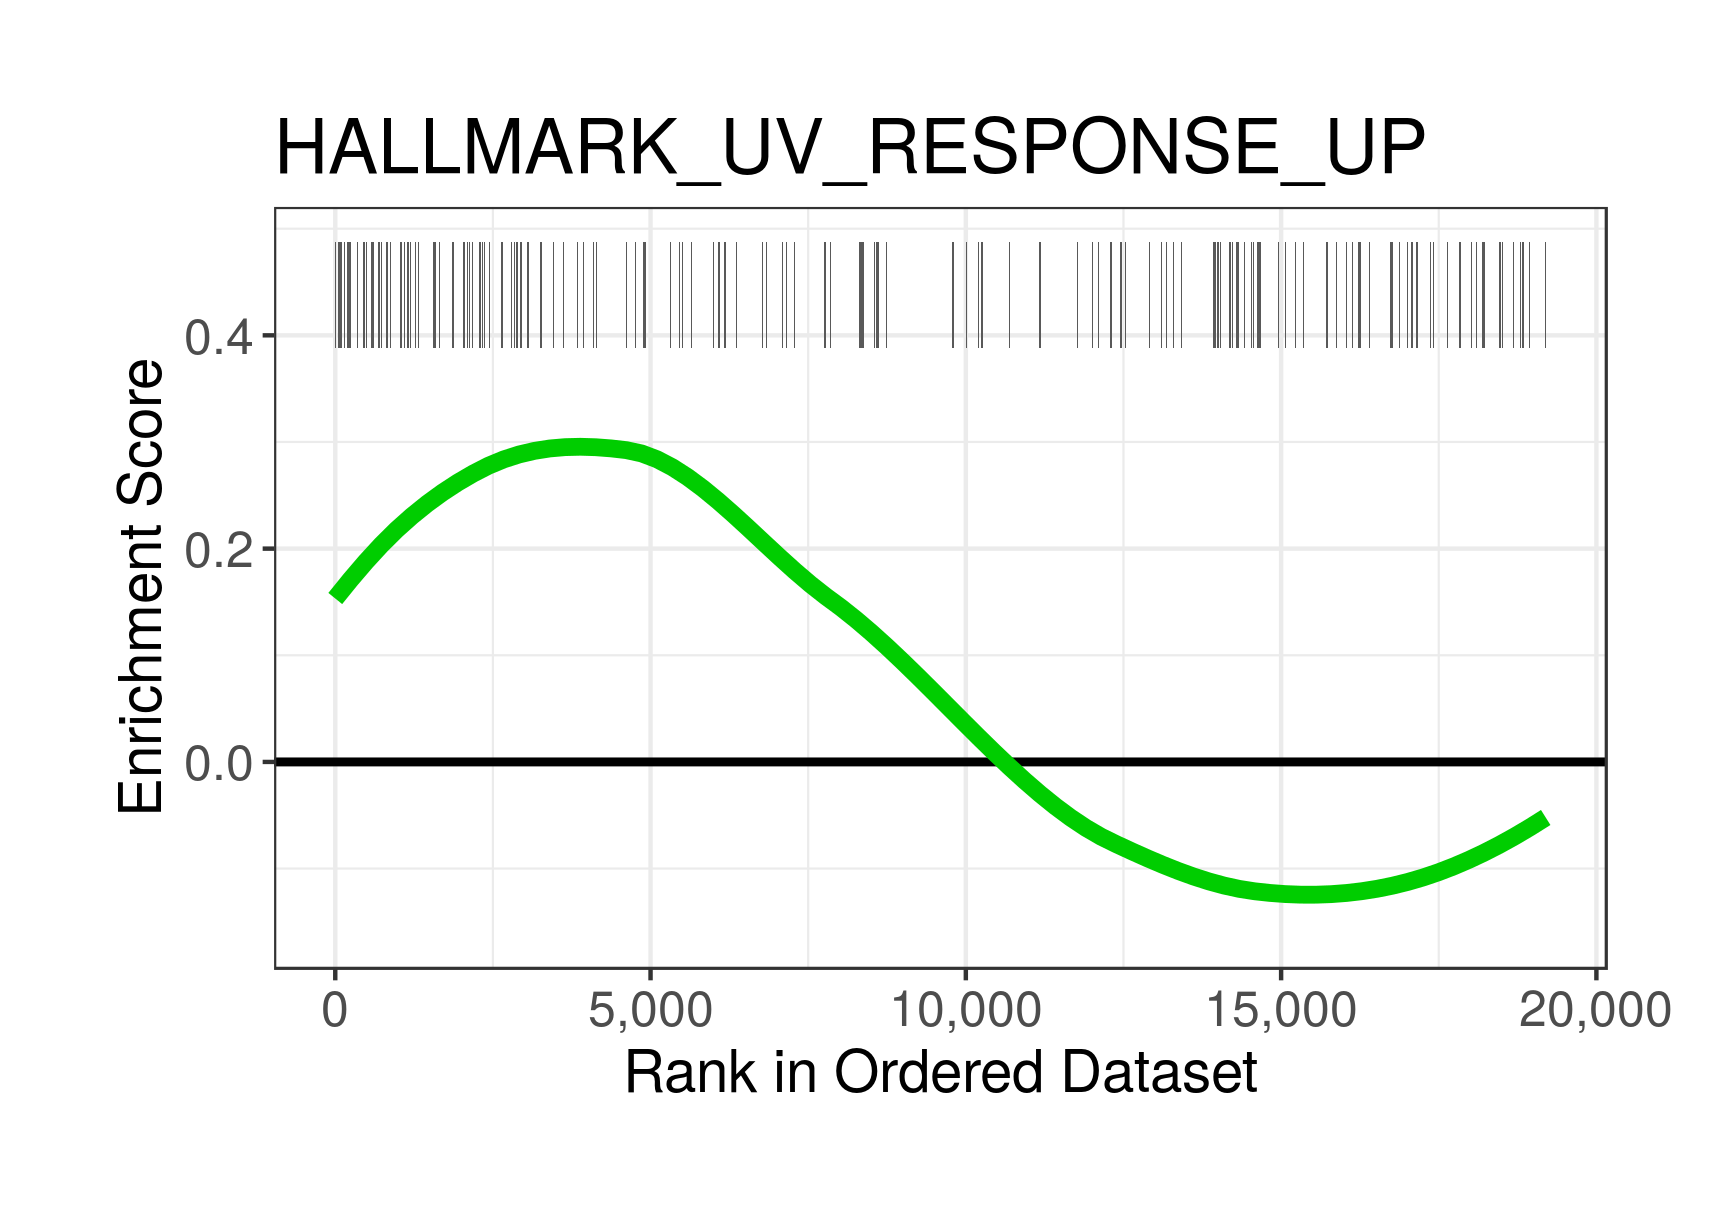 HALLMARK_UV_RESPONSE_UP
Enrichment Score
0.4
0.2
0.0
0 5,000 10,000 15,000 20,000
Rank in Ordered Dataset